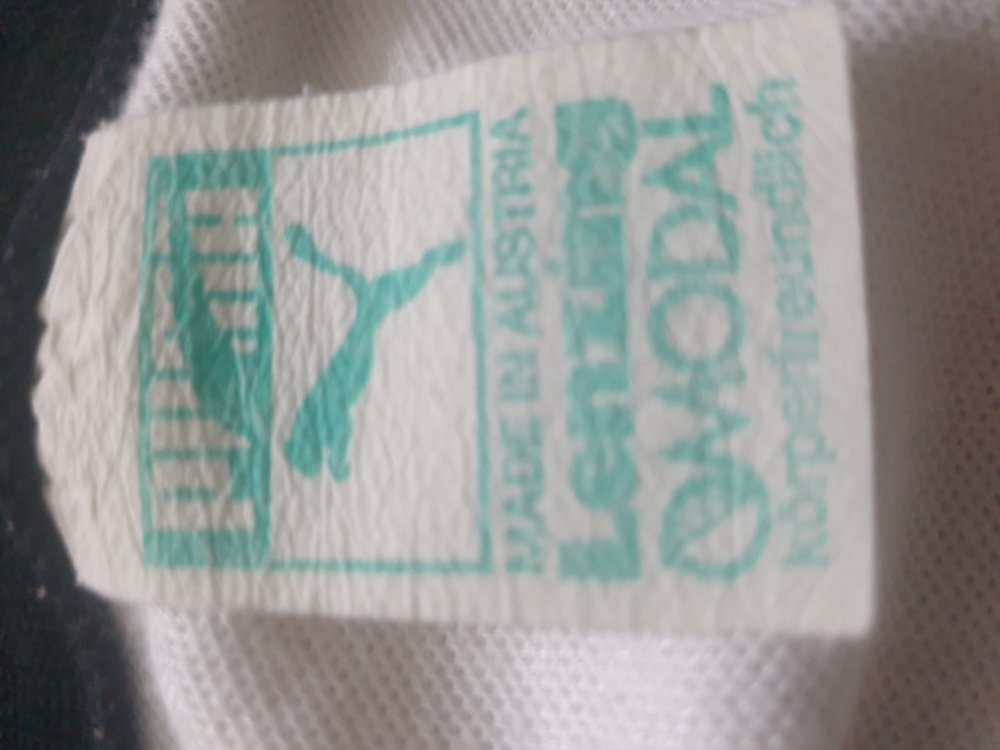 PUMA
MADE IN AUSTRIA
Lenzing
MODAL
körperfreundlich